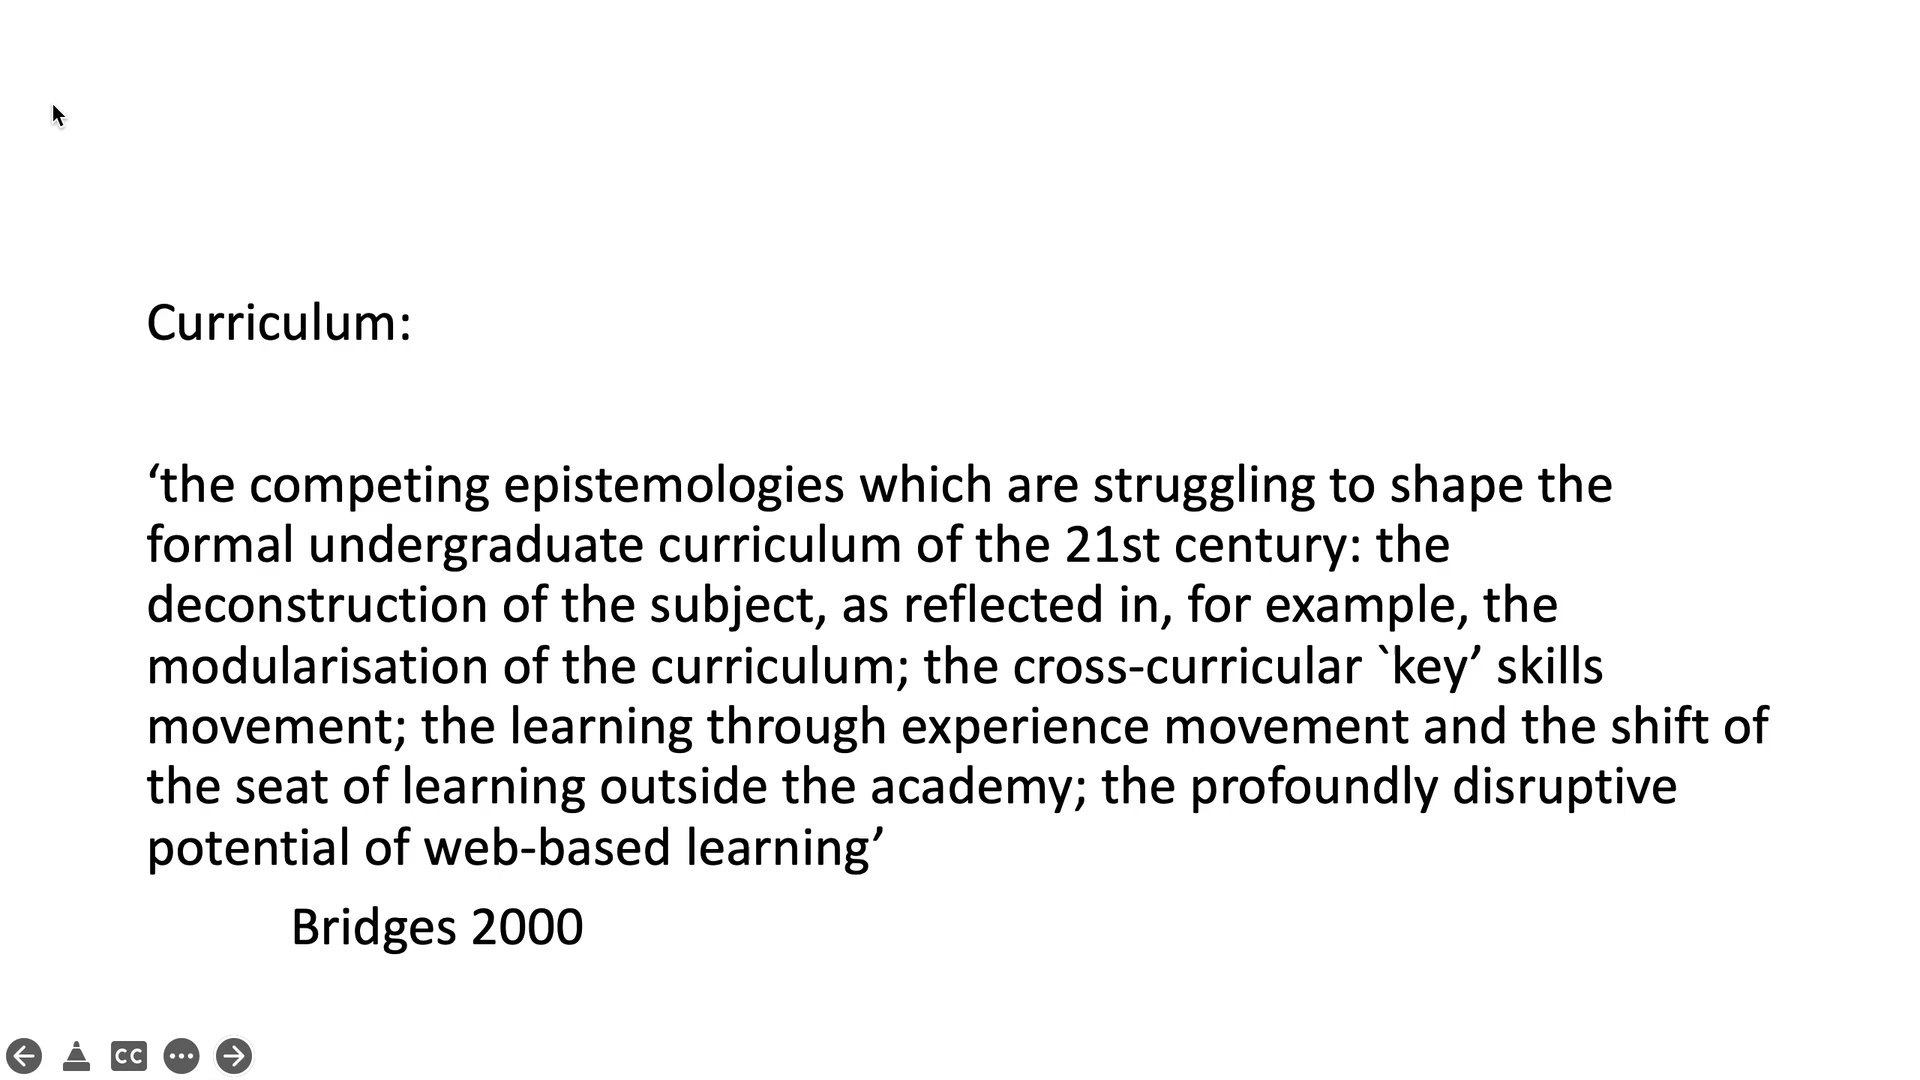 Curriculum:
‘the competing epistemologies which are struggling to shape the
formal undergraduate curriculum of the 21st century: the
deconstruction of the subject, as reflected in, for example, the
modularisation of the curriculum; the cross-curricular `key’ skills
movement; the learning through experience movement and the shift of
the seat of learning outside the academy; the profoundly disruptive
potential of web-based learning’
Bridges 2000
CC